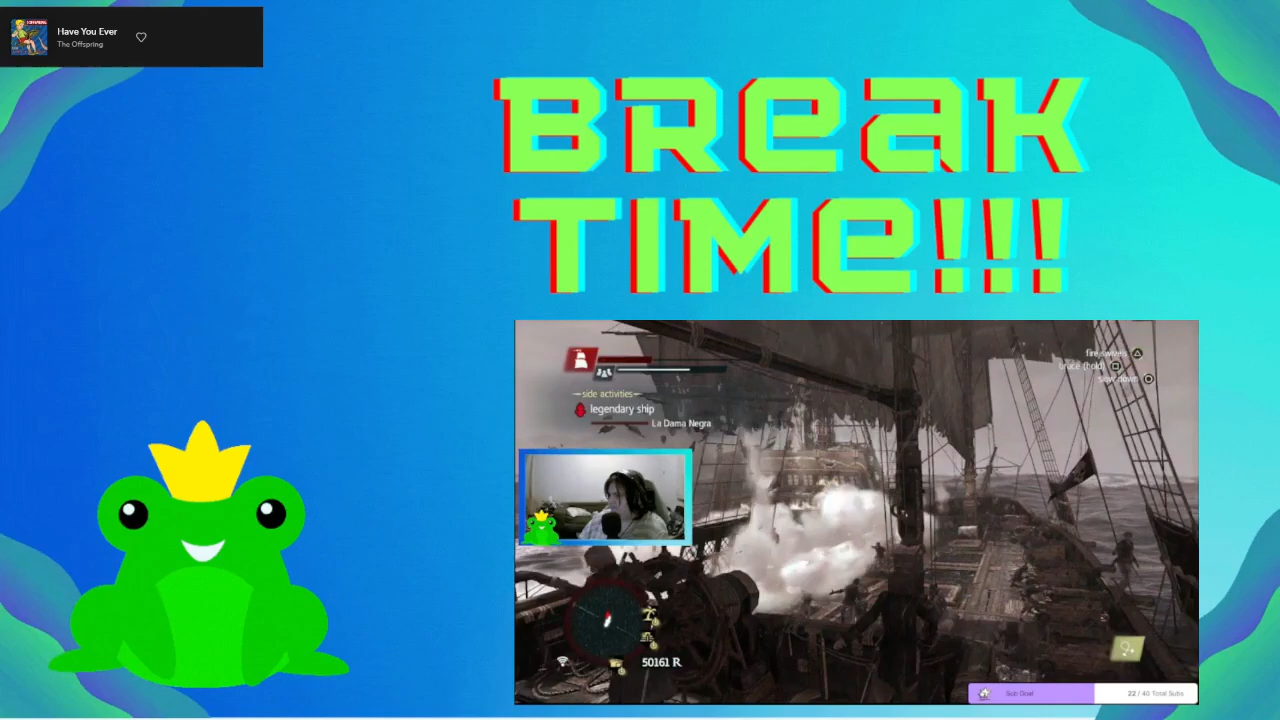 Have You Ever
The Offspring
BReaK
TIMe!!!
fire swivels
brace (hold)
slow down
side activities
legendary ship
La Dama Negra
50161 R
Sub Goal
22 / 40 Total Subs